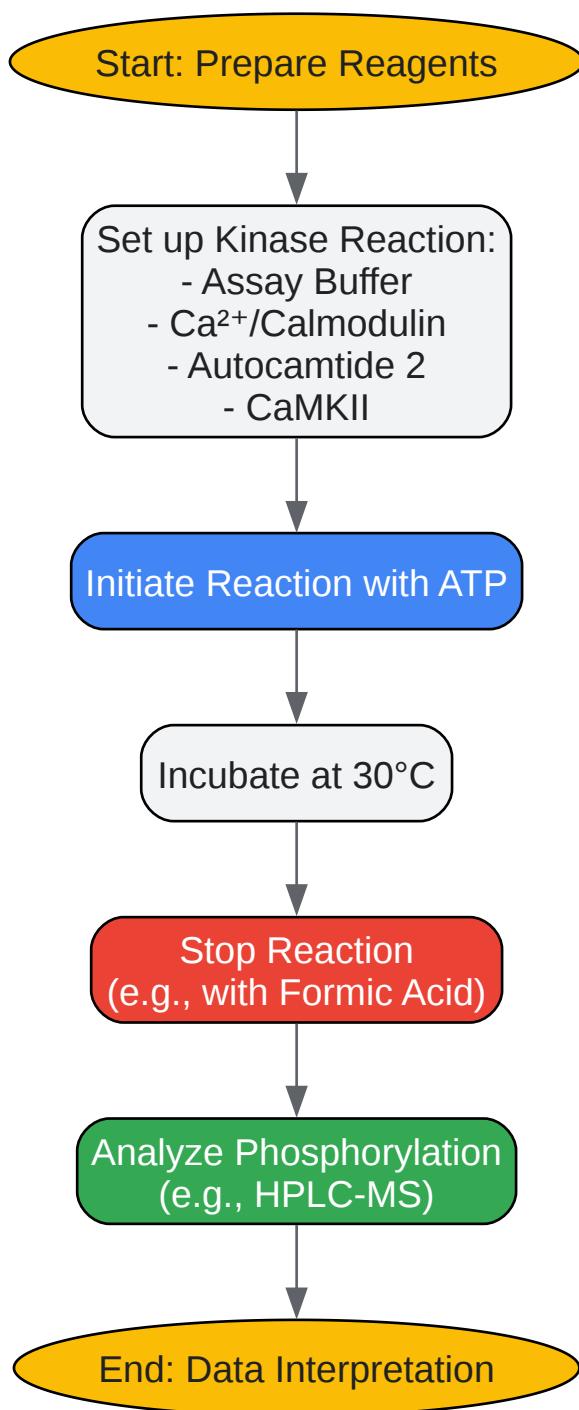 Start: Prepare Reagents
Set up Kinase Reaction:
- Assay Buffer
- Ca²⁺/Calmodulin
- Autocamtide 2
- CaMKII
Initiate Reaction with ATP
Incubate at 30°C
Stop Reaction
(e.g., with Formic Acid)
Analyze Phosphorylation
(e.g., HPLC-MS)
End: Data Interpretation